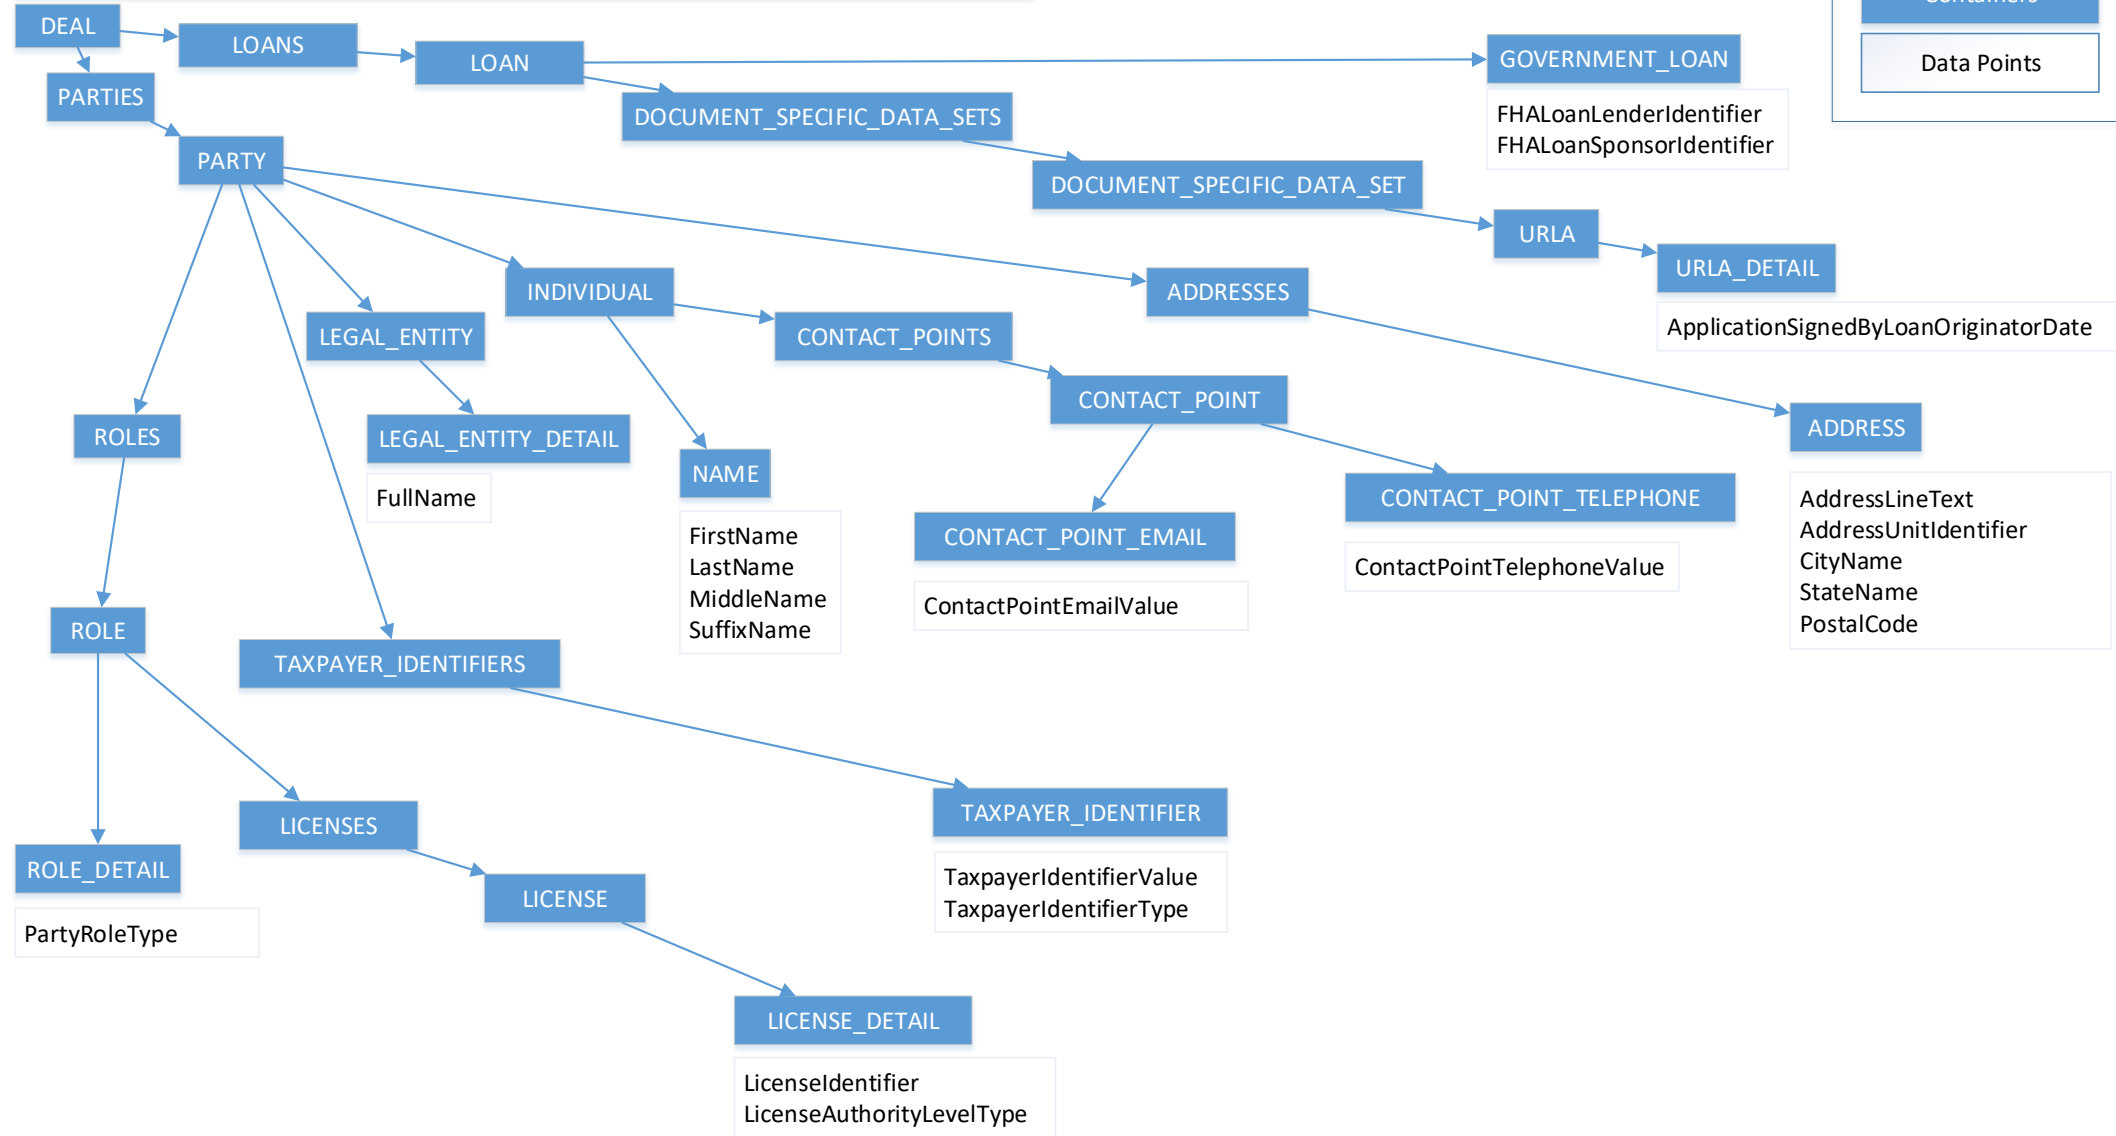 DEAL
LOANS
LOAN
GOVERNMENT_LOAN
Containers
Data Points
PARTIES
DOCUMENT_SPECIFIC_DATA_SETS
FHALoanLenderIdentifier
FHALoanSponsorIdentifier
PARTY
DOCUMENT_SPECIFIC_DATA_SET
URLA
URLA_DETAIL
ApplicationSignedByLoanOriginatorDate
INDIVIDUAL
ADDRESSES
LEGAL_ENTITY
CONTACT_POINTS
CONTACT_POINT
ADDRESS
ROLES
LEGAL_ENTITY_DETAIL
FullName
NAME
FirstName
LastName
MiddleName
SuffixName
CONTACT_POINT_EMAIL
ContactPointEmailValue
CONTACT_POINT_TELEPHONE
ContactPointTelephoneValue
AddressLineText
AddressUnitIdentifier
CityName
StateName
PostalCode
ROLE
TAXPAYER_IDENTIFIERS
LICENSES
TAXPAYER_IDENTIFIER
TaxpayerIdentifierValue
TaxpayerIdentifierType
ROLE_DETAIL
PartyRoleType
LICENSE
LICENSE_DETAIL
LicenseIdentifier
LicenseAuthorityLevelType